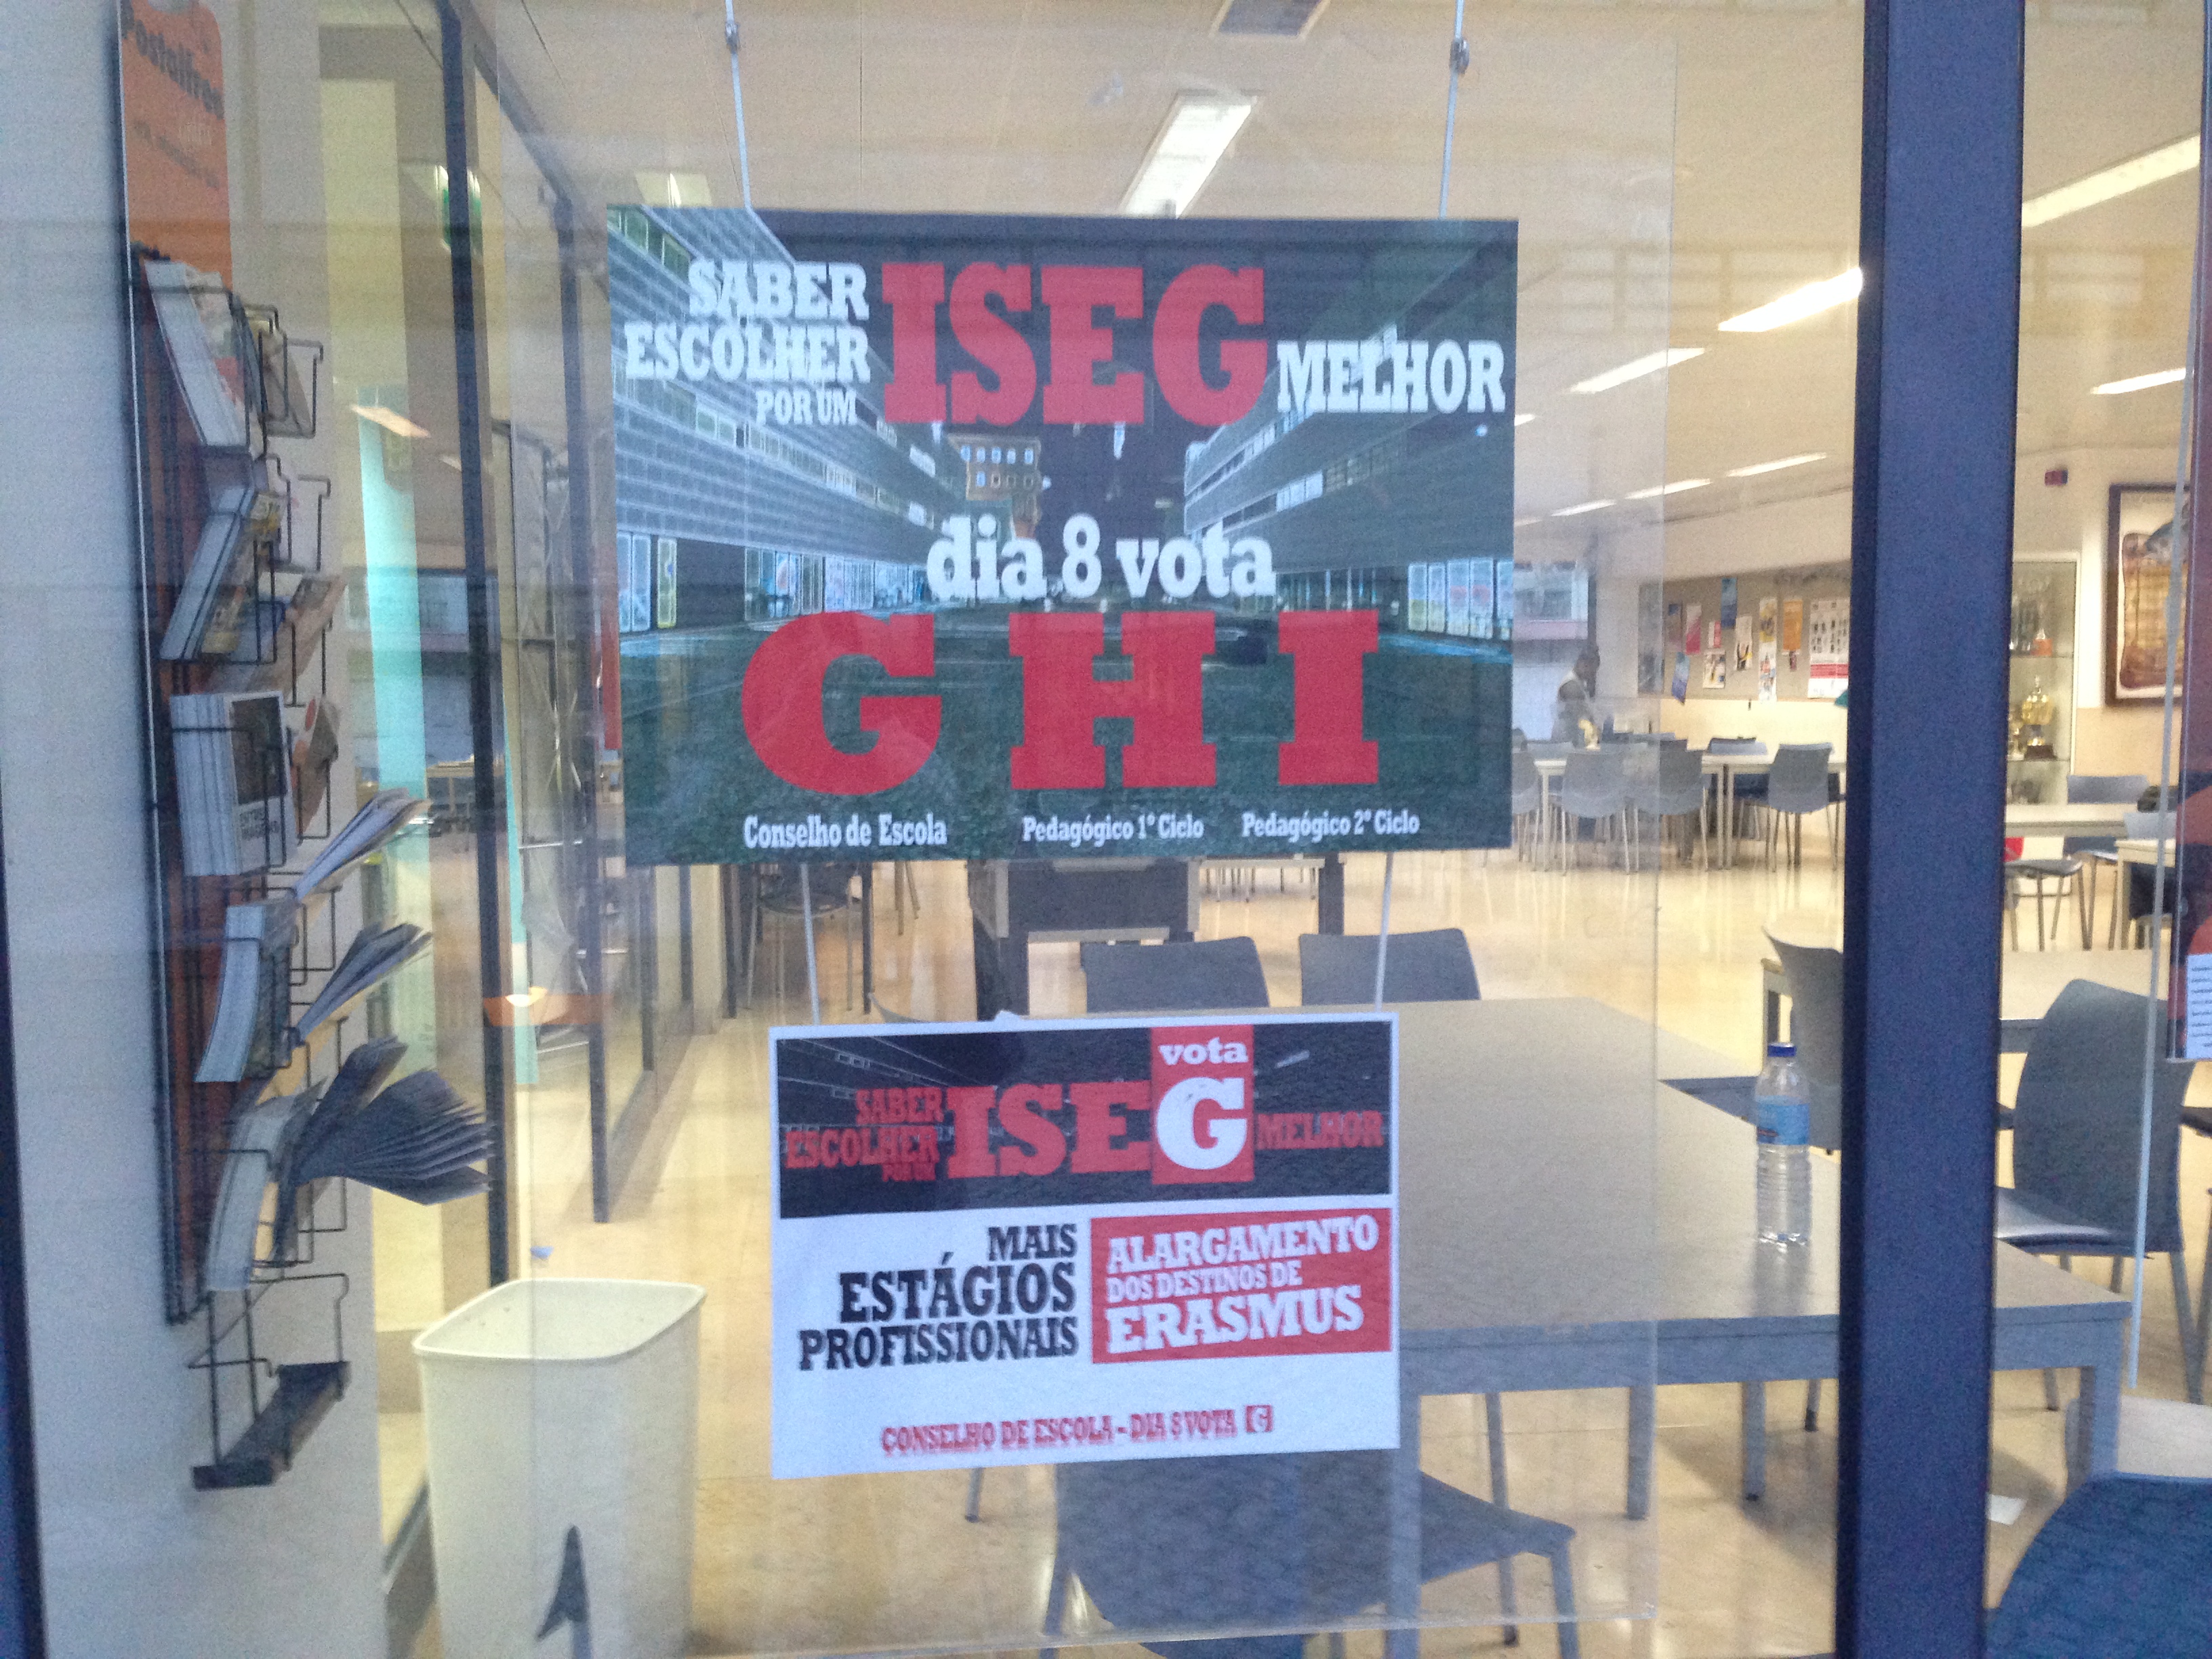 Postalfree
SABER
ESCOLHER
POR UM
ISEG
MELHOR
dia 8 vota
G H I
Conselho de Escola
Pedagógico 1º Ciclo
Pedagógico 2º Ciclo
vota
SABER
ESCOLHER
POR UM
ISEG
MELHOR
MAIS
ESTÁGIOS
PROFISSIONAIS
ALARGAMENTO
DOS DESTINOS DE
ERASMUS
CONSELHO DE ESCOLA - DIA 8 VOTA G